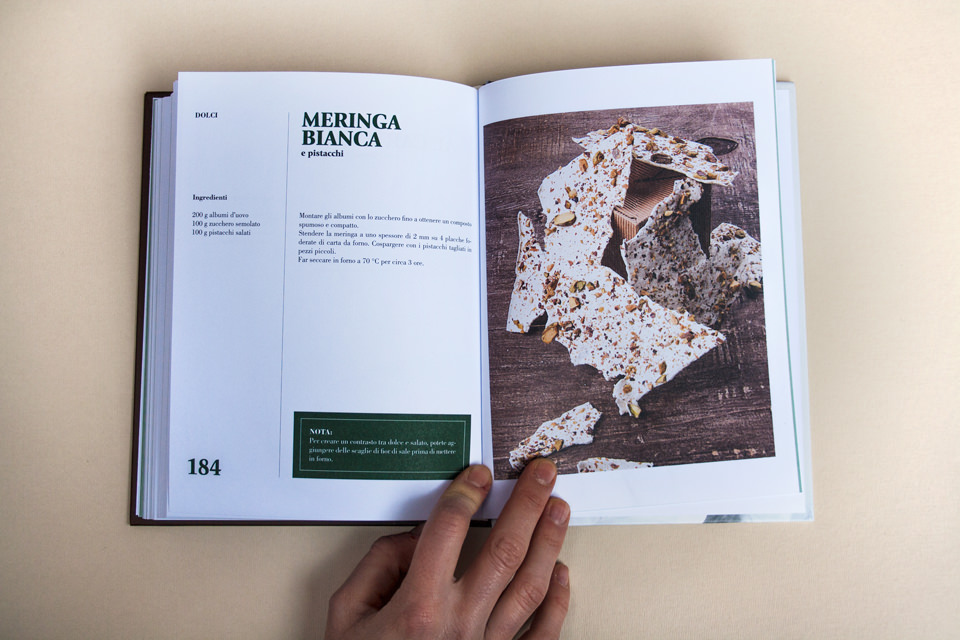 DOLCI
MERINGA
BIANCA
e pistacchi
Ingredienti
200 g albumi d'uovo
100 g zucchero semolato
100 g pistacchi salati
Montare gli albumi con lo zucchero fino a ottenere un composto
spumoso e compatto.
Stendere la meringa a uno spessore di 2 mm su 4 placche fo-
derate di carta da forno. Cospargere con i pistacchi tagliati in
pezzi piccoli.
Far seccare in forno a 70 °C per circa 3 ore.
NOTA:
Per creare un contrasto tra dolce e salato, potete ag-
giungere delle scaglie di fior di sale prima di mettere
in forno.
184